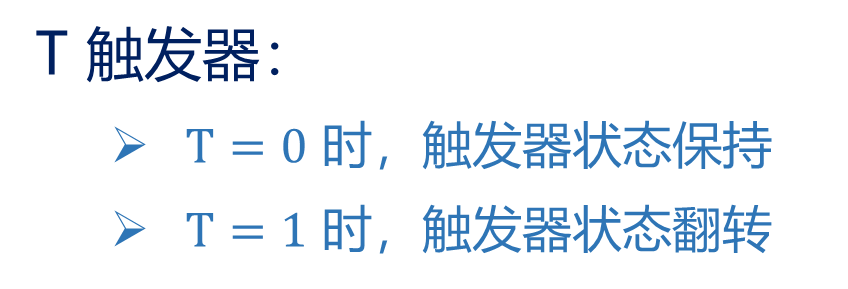 T 触发器：
➢ T = 0 时，触发器状态保持
➢ T = 1 时，触发器状态翻转